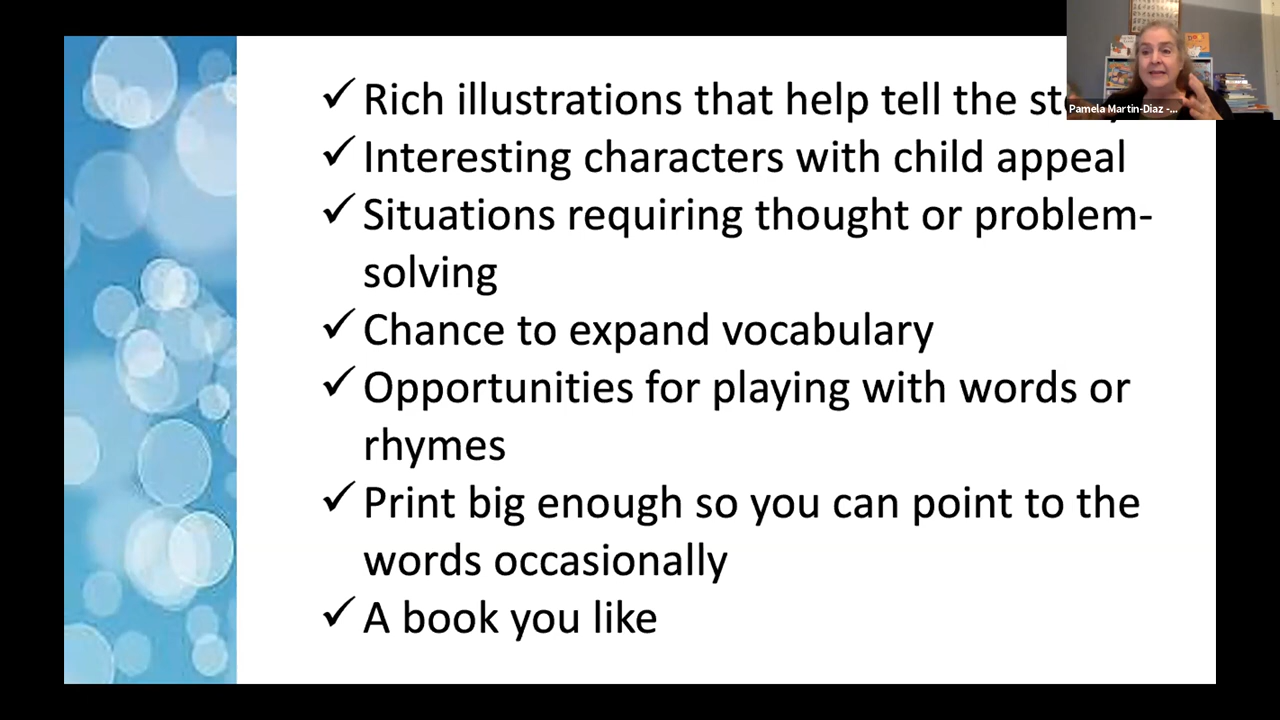 ✓ Rich illustrations that help tell the
✓ Interesting characters with child appeal
✓ Situations requiring thought or problem-
solving
✓ Chance to expand vocabulary
✓ Opportunities for playing with words or
rhymes
✓ Print big enough so you can point to the
words occasionally
✓ A book you like
Pamela Martin-Diaz -...